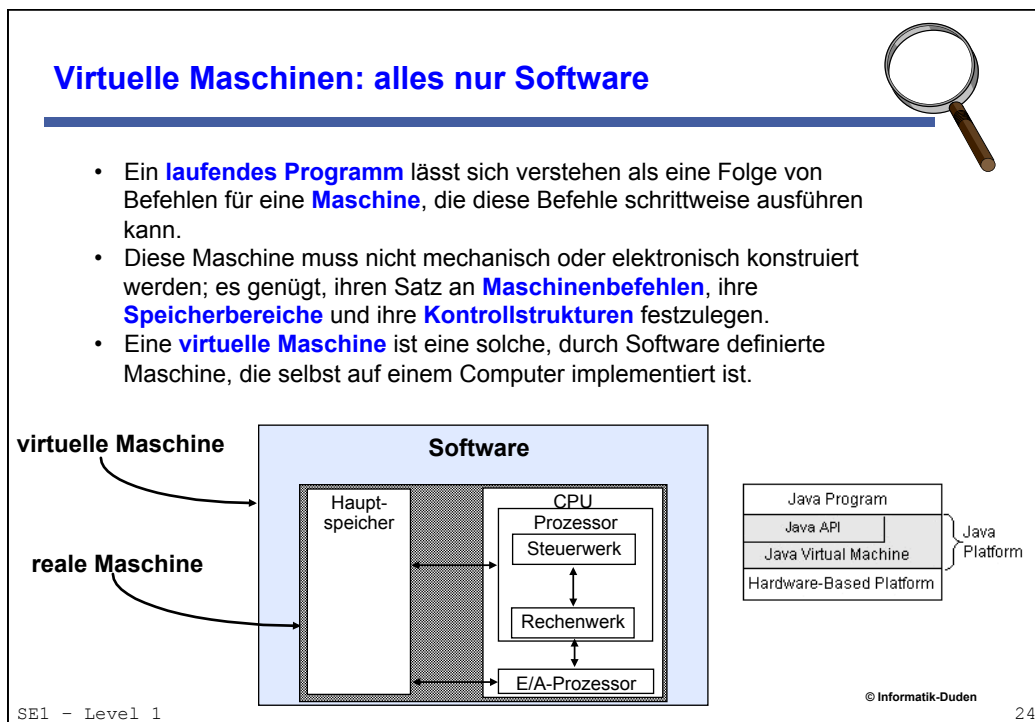 Virtuelle Maschinen: alles nur Software
• Ein laufendes Programm lässt sich verstehen als eine Folge von
Befehlen für eine Maschine, die diese Befehle schrittweise ausführen
kann.
• Diese Maschine muss nicht mechanisch oder elektronisch konstruiert
werden; es genügt, ihren Satz an Maschinenbefehlen, ihre
Speicherbereiche und ihre Kontrollstrukturen festzulegen.
• Eine virtuelle Maschine ist eine solche, durch Software definierte
Maschine, die selbst auf einem Computer implementiert ist.
virtuelle Maschine
reale Maschine
Software
Haupt-
speicher
CPU
Prozessor
Steuerwerk
Rechenwerk
E/A-Prozessor
Java Program
Java API
Java Virtual Machine
Hardware-Based Platform
Java
Platform
© Informatik-Duden
SE1 - Level 1
24